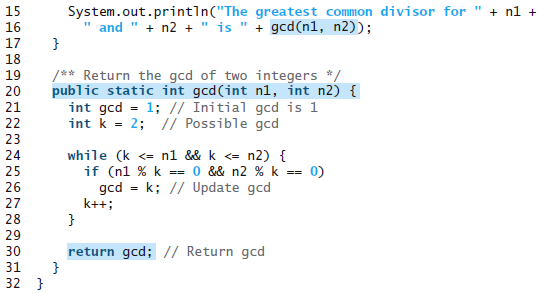 15 System.out.println("The greatest common divisor for " + n1 +
16 " and " + n2 + " is " + gcd(n1, n2));
17 }
18
19 /** Return the gcd of two integers */
20 public static int gcd(int n1, int n2) {
21 int gcd = 1; // Initial gcd is 1
22 int k = 2; // Possible gcd
23
24 while (k <= n1 && k <= n2) {
25 if (n1 % k == 0 && n2 % k == 0)
26 gcd = k; // Update gcd
27 k++;
28 }
29
30 return gcd; // Return gcd
31 }
32 }